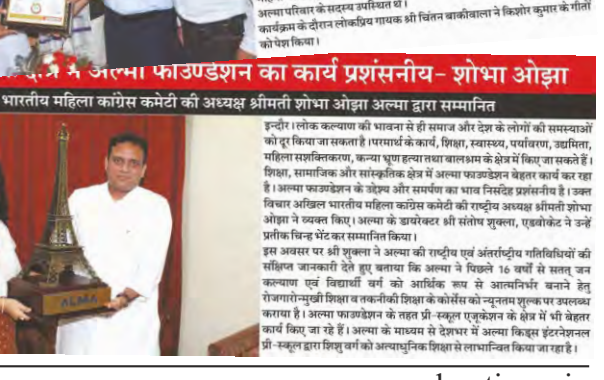 अल्मा परिवार के सदस्य उपस्थित थे।
कार्यक्रम के दौरान लोकप्रिय गायक श्री चिंतन बाकीवाला ने किशोर कुमार के गीतों
को पेश किया।
में अल्मा फाउण्डेशन का कार्य प्रशंसनीय- शोभा ओझा
भारतीय महिला कांग्रेस कमेटी की अध्यक्ष श्रीमती शोभा ओझा अल्मा द्वारा सम्मानित
इन्दौर। लोक कल्याण की भावना से ही समाज और देश के लोगों की समस्याओं
को दूर किया जा सकता है। परमार्थ के कार्य, शिक्षा, स्वास्थ्य, पर्यावरण, उद्यमिता,
महिला सशक्तिकरण, कन्या भ्रूण हत्या तथा बालश्रम के क्षेत्र में किए जा सकते हैं।
शिक्षा, सामाजिक और सांस्कृतिक क्षेत्र में अल्मा फाउण्डेशन बेहतर कार्य कर रहा
है। अल्मा फाउण्डेशन के उद्देश्य और समर्पण का भाव निसंदेह प्रशंसनीय है। उक्त
विचार अखिल भारतीय महिला कांग्रेस कमेटी की राष्ट्रीय अध्यक्ष श्रीमती शोभा
ओझा ने व्यक्त किए। अल्मा के डायरेक्टर श्री संतोष शुक्ला, एडवोकेट ने उन्हें
प्रतीक चिन्ह भेंट कर सम्मानित किया।
इस अवसर पर श्री शुक्ला ने अल्मा की राष्ट्रीय एवं अंतर्राष्ट्रीय गतिविधियों की
संक्षिप्त जानकारी देते हुए बताया कि अल्मा ने पिछले 16 वर्षों से सतत् जन
कल्याण एवं विद्यार्थी वर्ग को आर्थिक रूप से आत्मनिर्भर बनाने हेतु
रोजगारोन्मुखी शिक्षा व तकनीकी शिक्षा के कोर्सेस को न्यूनतम शुल्क पर उपलब्ध
कराया है। अल्मा फाउण्डेशन के तहत प्री-स्कूल एजुकेशन के क्षेत्र में भी बेहतर
कार्य किए जा रहे हैं। अल्मा के माध्यम से देशभर में अल्मा किड्स इंटरनेशनल
प्री-स्कूल द्वारा शिशु वर्ग को अत्याधुनिक शिक्षा से लाभान्वित किया जा रहा है।
ALMA